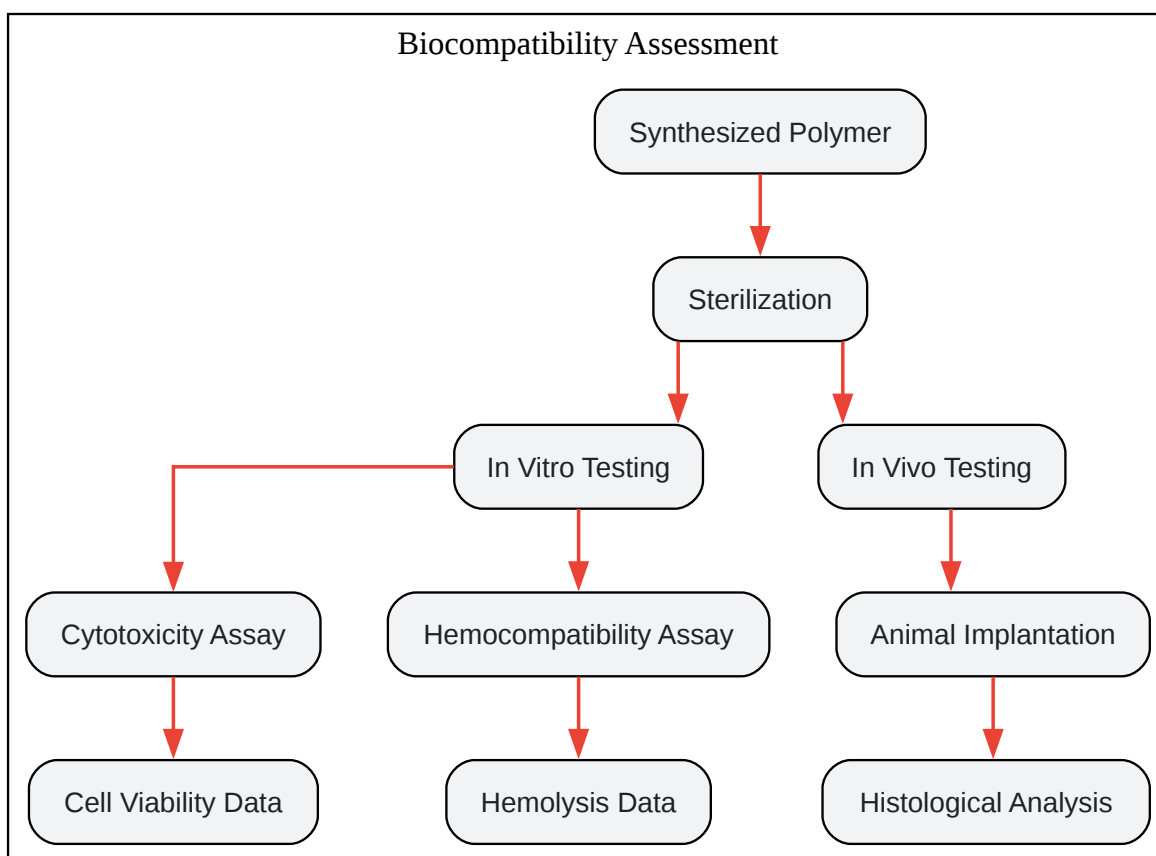 Biocompatibility Assessment
Synthesized Polymer
Sterilization
In Vitro Testing
In Vivo Testing
Cytotoxicity Assay
Hemocompatibility Assay
Animal Implantation
Cell Viability Data
Hemolysis Data
Histological Analysis